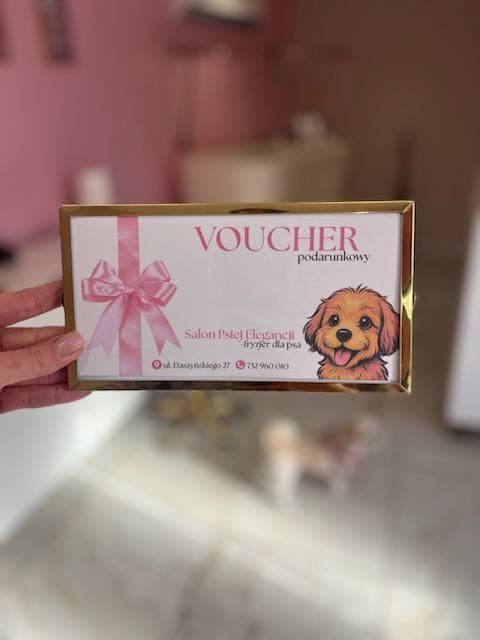 VOUCHER
podarunkowy
Salon Psiej Elegancji
-fryzjer dla psa
ul. Daszyńskiego 27 732 960 010